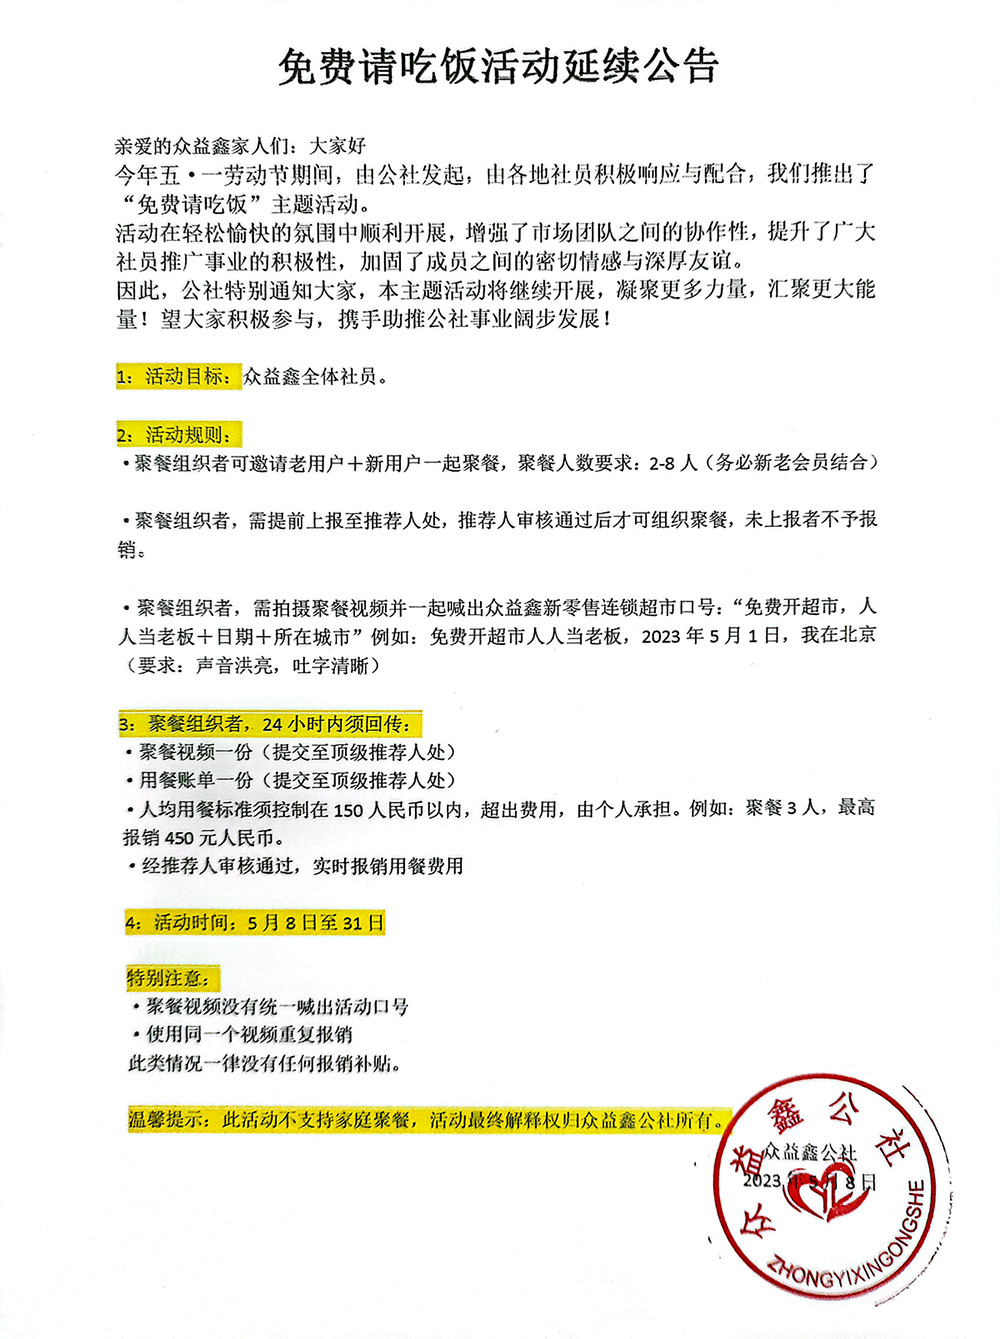 免费请吃饭活动延续公告
亲爱的众益鑫家人们：大家好
今年五·一劳动节期间，由公社发起，由各地社员积极响应与配合，我们推出了
“免费请吃饭”主题活动。
活动在轻松愉快的氛围中顺利开展，增强了市场团队之间的协作性，提升了广大
社员推广事业的积极性，加固了成员之间的密切情感与深厚友谊。
因此，公社特别通知大家，本主题活动将继续开展，凝聚更多力量，汇聚更大能
量！望大家积极参与，携手助推公社事业阔步发展！
1：活动目标：众益鑫全体社员。
2：活动规则：
·聚餐组织者可邀请老用户＋新用户一起聚餐，聚餐人数要求：2-8 人（务必新老会员结合）
·聚餐组织者，需提前上报至推荐人处，推荐人审核通过后才可组织聚餐，未上报者不予报
销。
·聚餐组织者，需拍摄聚餐视频并一起喊出众益鑫新零售连锁超市口号：“免费开超市，人
人当老板＋日期＋所在城市”例如：免费开超市人人当老板，2023 年 5 月 1 日，我在北京
（要求：声音洪亮，吐字清晰）
3：聚餐组织者，24 小时内须回传：
·聚餐视频一份（提交至顶级推荐人处）
·用餐账单一份（提交至顶级推荐人处）
·人均用餐标准须控制在 150 人民币以内，超出费用，由个人承担。例如：聚餐 3 人，最高
报销 450 元人民币。
·经推荐人审核通过，实时报销用餐费用
4：活动时间：5 月 8 日至 31 日
特别注意：
·聚餐视频没有统一喊出活动口号
·使用同一个视频重复报销
此类情况一律没有任何报销补贴。
温馨提示：此活动不支持家庭聚餐，活动最终解释权归众益鑫公社所有。
众益鑫公社
2023 年 5 月 8 日
众益鑫公社
ZHONGYIXINGONGSHE